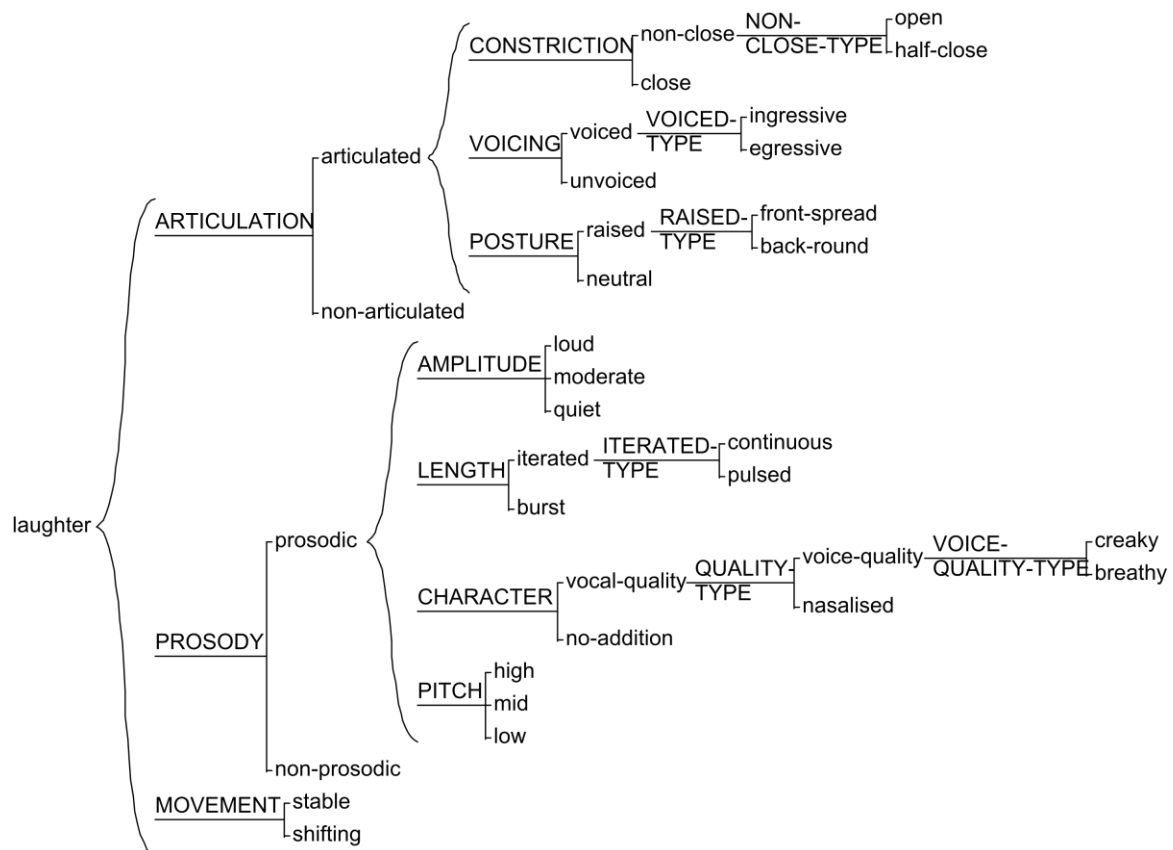 laughter
ARTICULATION
articulated
CONSTRICTION
non-close
NON-
CLOSE-TYPE
open
half-close
close
VOICING
voiced
VOICED-
TYPE
ingressive
egressive
unvoiced
POSTURE
raised
RAISED-
TYPE
front-spread
back-round
neutral
non-articulated
PROSODY
prosodic
AMPLITUDE
loud
moderate
quiet
LENGTH
iterated
ITERATED-
TYPE
continuous
pulsed
burst
CHARACTER
vocal-quality
QUALITY-
TYPE
voice-quality
VOICE-
QUALITY-TYPE
creaky
breathy
nasalised
no-addition
PITCH
high
mid
low
non-prosodic
MOVEMENT
stable
shifting